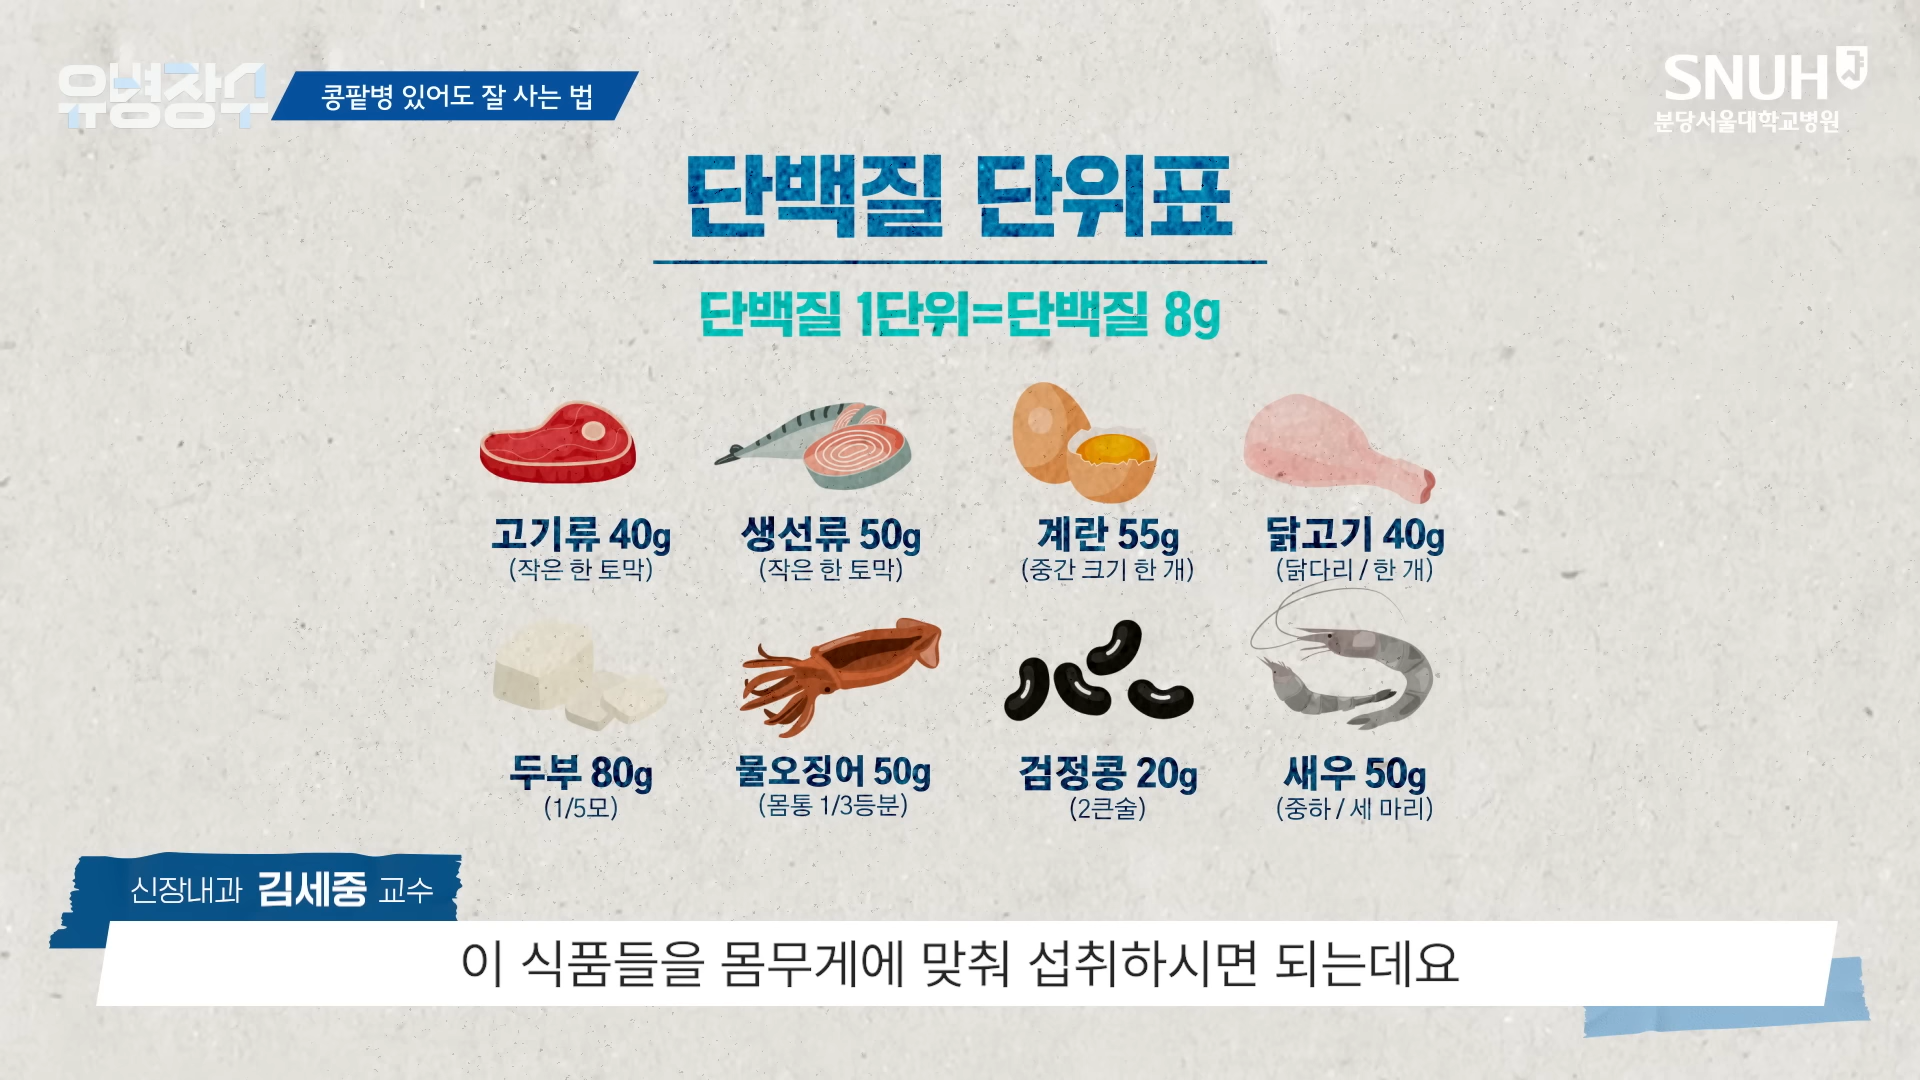 유병장수
콩팥병 있어도 잘 사는 법
SNUH
분당서울대학교병원
단백질 단위표
단백질 1단위=단백질 8g
고기류 40g
(작은 한 토막)
생선류 50g
(작은 한 토막)
계란 55g
(중간 크기 한 개)
닭고기 40g
(닭다리 / 한 개)
두부 80g
(1/5모)
물오징어 50g
(몸통 1/3등분)
검정콩 20g
(2큰술)
새우 50g
(중하 / 세 마리)
신장내과 김세중 교수
이 식품들을 몸무게에 맞춰 섭취하시면 되는데요